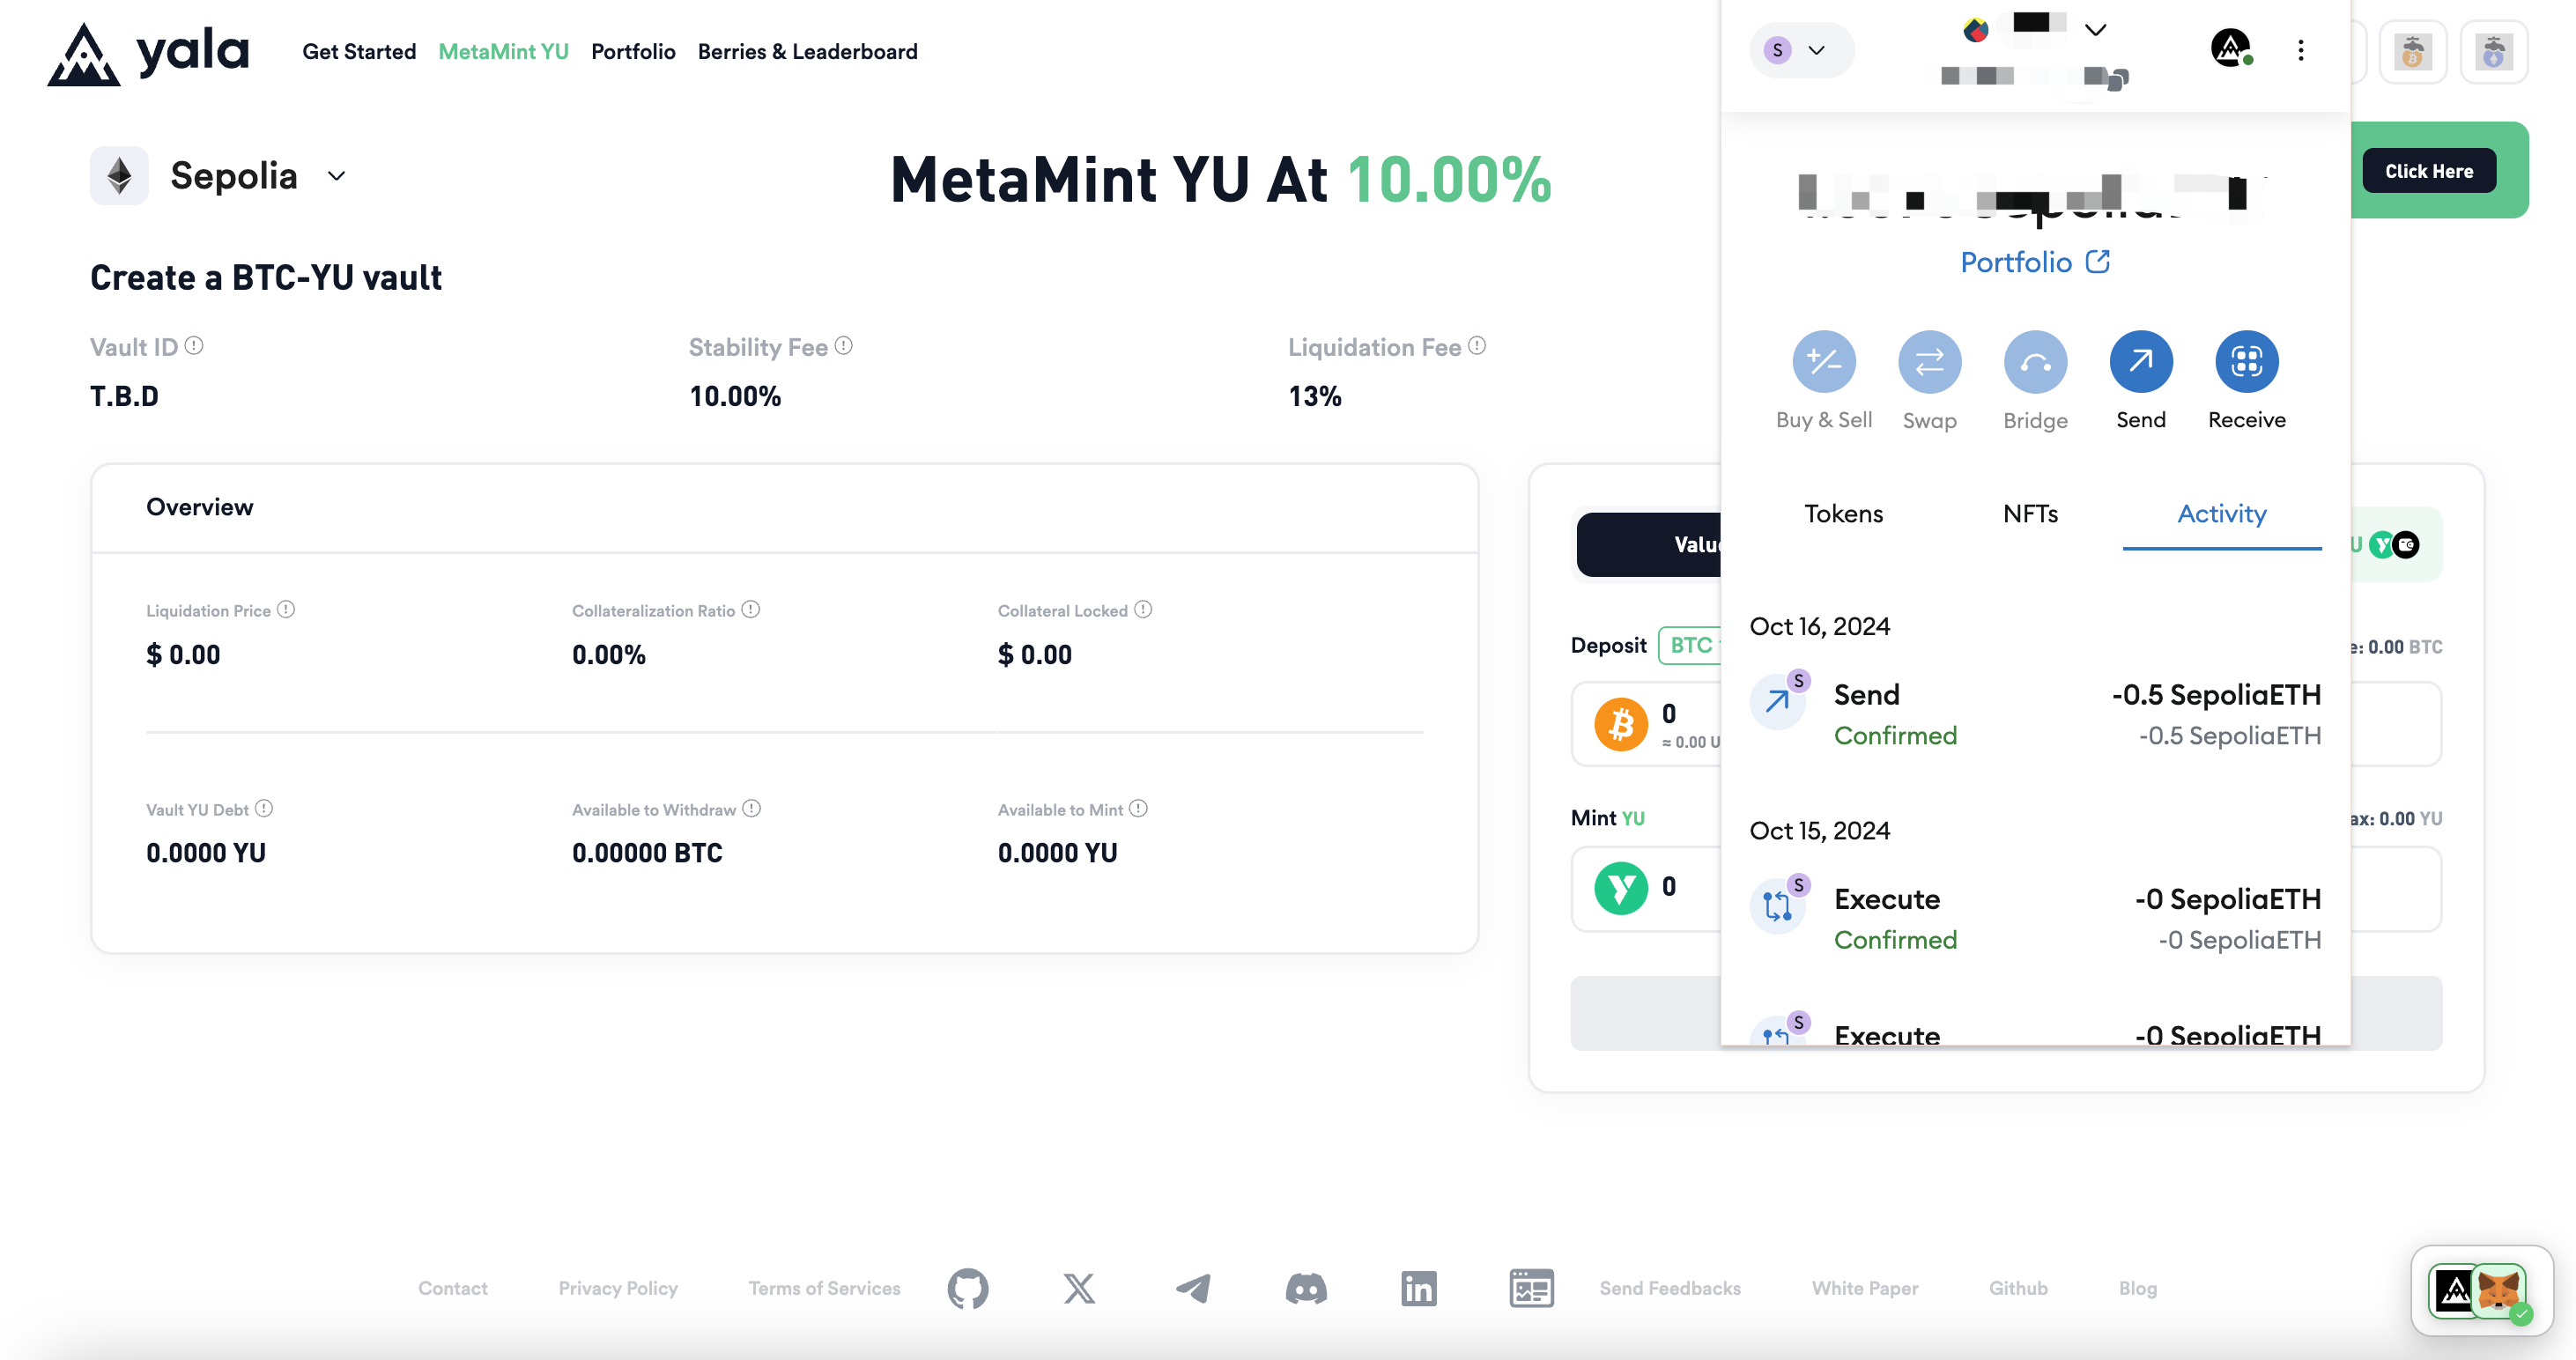 yala
Get Started
MetaMint YU
Portfolio
Berries & Leaderboard
Sepolia
MetaMint YU At 10.00%
Click Here
Create a BTC-YU vault
Vault ID
T.B.D
Stability Fee
10.00%
Liquidation Fee
13%
Overview
Liquidation Price
$ 0.00
Collateralization Ratio
0.00%
Collateral Locked
$ 0.00
Vault YU Debt
0.0000 YU
Available to Withdraw
0.00000 BTC
Available to Mint
0.0000 YU
Deposit
BTC
0.00 BTC
0
≈ 0.00
Mint YU
0.00 YU
0
S
Portfolio
Buy & Sell
Swap
Bridge
Send
Receive
Tokens
NFTs
Activity
Oct 16, 2024
S
Send
-0.5 SepoliaETH
Confirmed
-0.5 SepoliaETH
Oct 15, 2024
S
Execute
-0 SepoliaETH
Confirmed
-0 SepoliaETH
S
Execute
-0 SepoliaETH
Contact
Privacy Policy
Terms of Services
Send Feedbacks
White Paper
Github
Blog